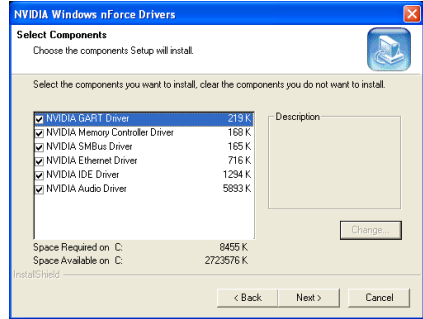 NVIDIA Windows nForce Drivers
Select Components
Choose the components Setup will install.
Select the components you want to install, clear the components you do not want to install.
NVIDIA GART Driver 219 K
NVIDIA Memory Controller Driver 168 K
NVIDIA SMBus Driver 165 K
NVIDIA Ethernet Driver 716 K
NVIDIA IDE Driver 1294 K
NVIDIA Audio Driver 5893 K
Description
Change...
Space Required on C: 8455 K
Space Available on C: 2723576 K
InstallShield
< Back Next > Cancel